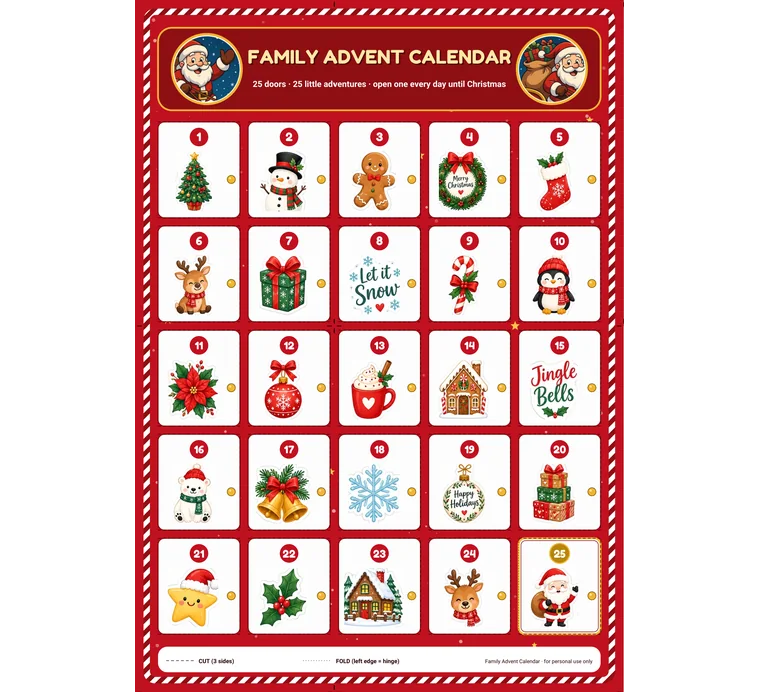 FAMILY ADVENT CALENDAR
25 doors · 25 little adventures · open one every day until Christmas
1
2
3
4
5
Merry
Christmas
6
7
8
9
10
Let it
Snow
11
12
13
14
15
Jingle
Bells
16
17
18
19
20
Happy
Holidays
21
22
23
24
25
CUT (3 sides)
FOLD (left edge = hinge)
Family Advent Calendar · for personal use only